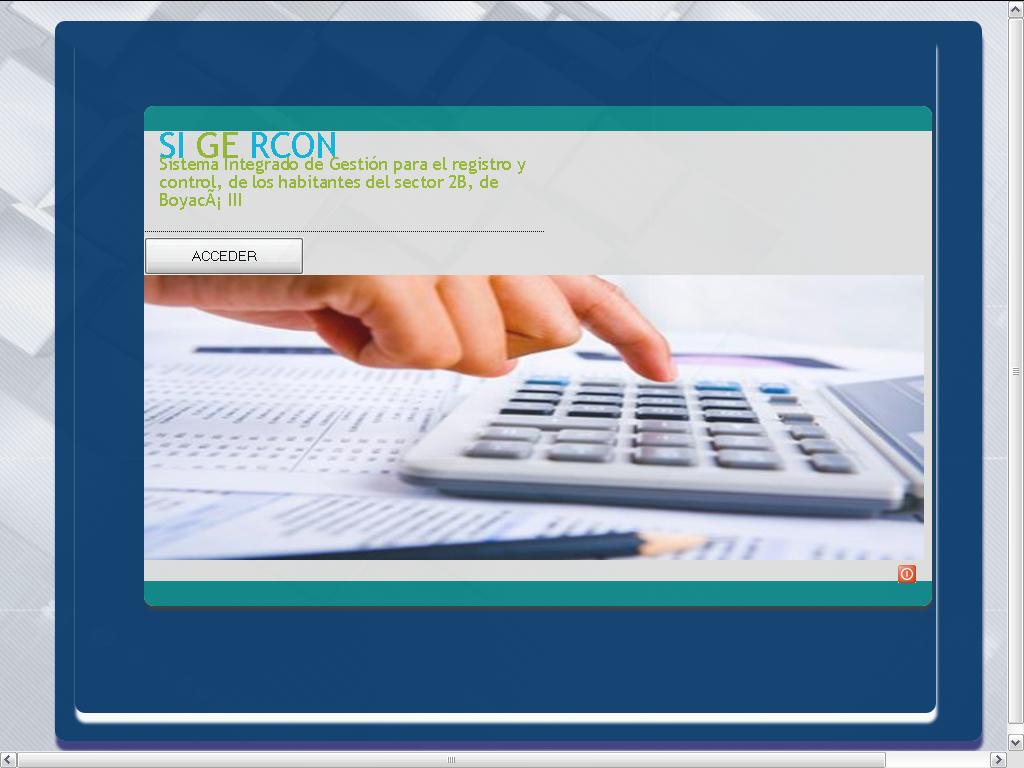 SI GE RCON
Sistema Integrado de Gestión para el registro y
control, de los habitantes del sector 2B, de
BoyacÃ¡ III
ACCEDER